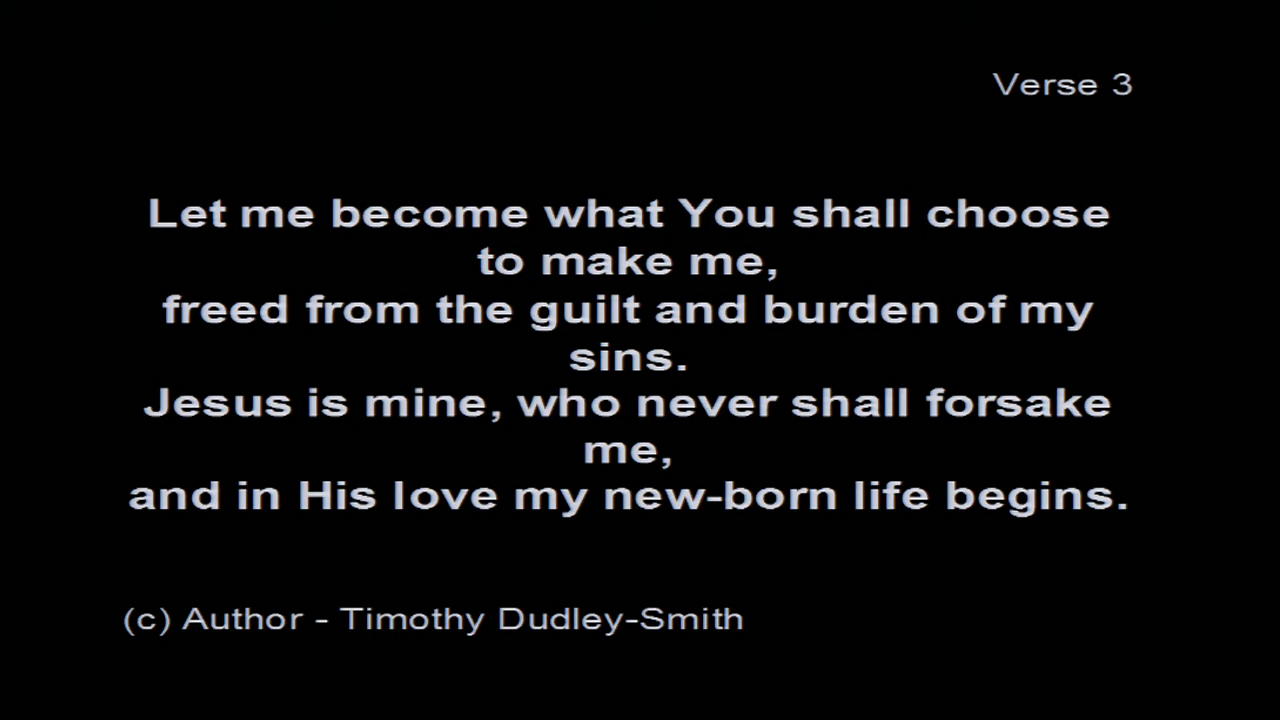 Verse 3
Let me become what You shall choose
to make me,
freed from the guilt and burden of my
sins.
Jesus is mine, who never shall forsake
me,
and in His love my new-born life begins.
(c) Author - Timothy Dudley-Smith